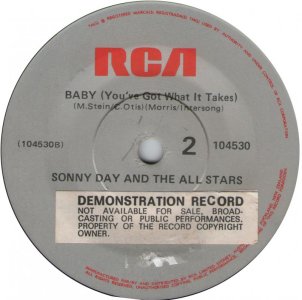 RCA
BABY (You've Got What It Takes)
(M.Stein/C.Otis)(Morris/Intersong)
(104530B)
2
104530
SONNY DAY AND THE ALL STARS
DEMONSTRATION RECORD
NOT AVAILABLE FOR SALE, BROAD-
CASTING OR PUBLIC PERFORMANCES.
PROPERTY OF THE RECORD COPYRIGHT
OWNER.